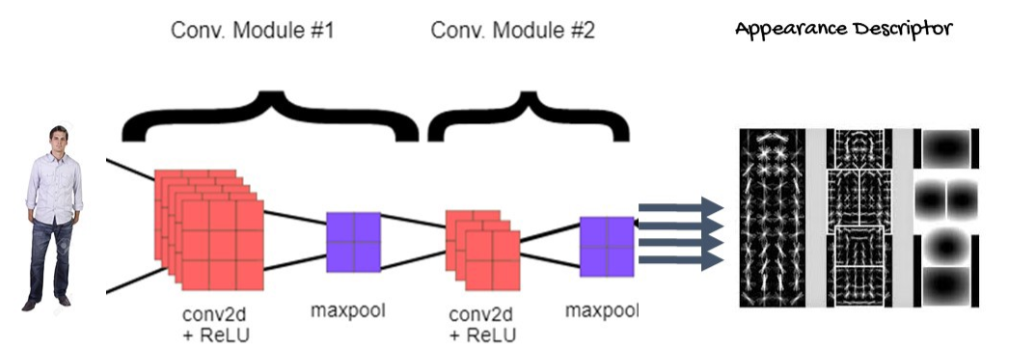 Conv. Module #1
Conv. Module #2
Appearance Descriptor
conv2d
+ ReLU
maxpool
conv2d
+ ReLU
maxpool